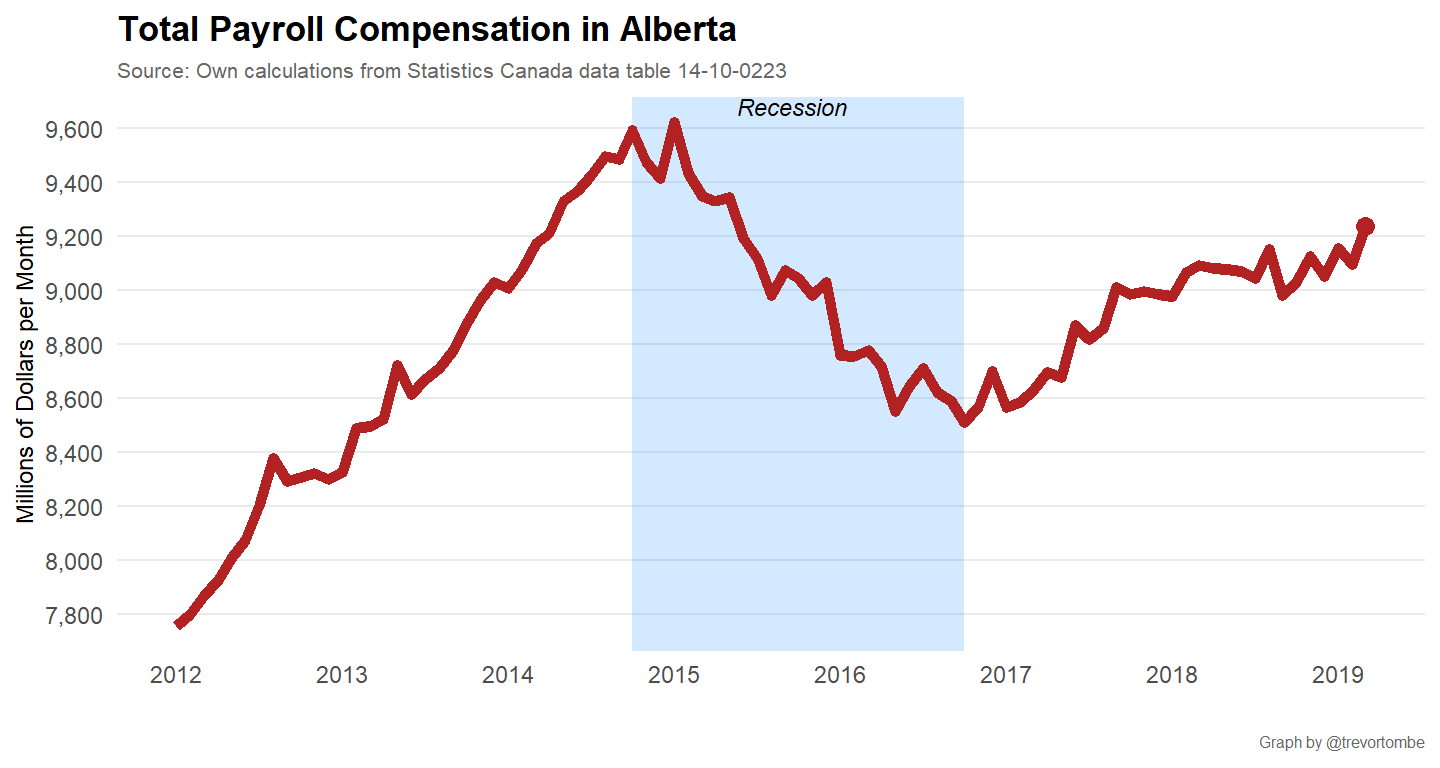 Total Payroll Compensation in Alberta
Source: Own calculations from Statistics Canada data table 14-10-0223
Recession
Millions of Dollars per Month
9,600
9,400
9,200
9,000
8,800
8,600
8,400
8,200
8,000
7,800
2012 2013 2014 2015 2016 2017 2018 2019
Graph by @trevortombe